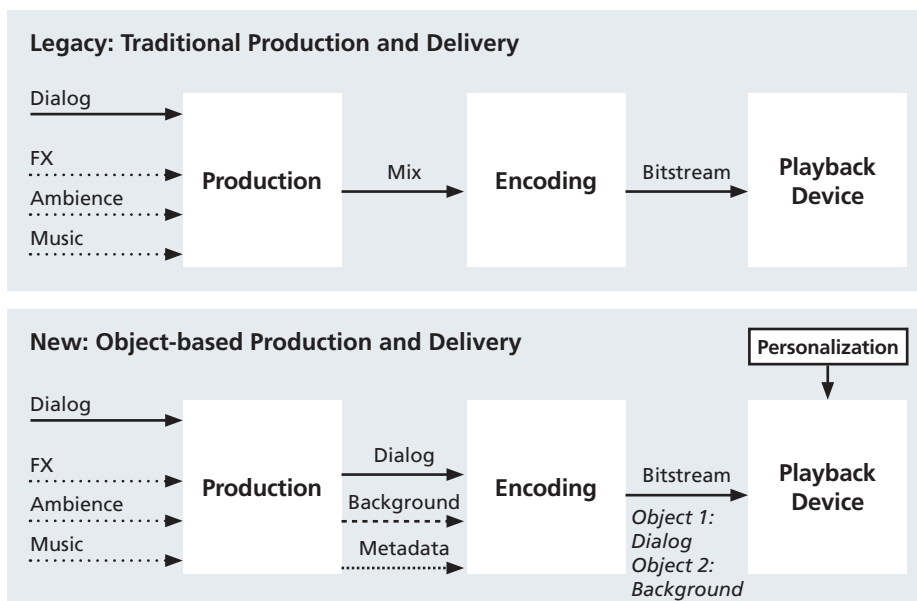 Legacy: Traditional Production and Delivery
Dialog
FX
Ambience
Music
Production
Mix
Encoding
Bitstream
Playback
Device
New: Object-based Production and Delivery
Personalization
Dialog
FX
Ambience
Music
Production
Dialog
Background
Metadata
Encoding
Bitstream
Object 1:
Dialog
Object 2:
Background
Playback
Device